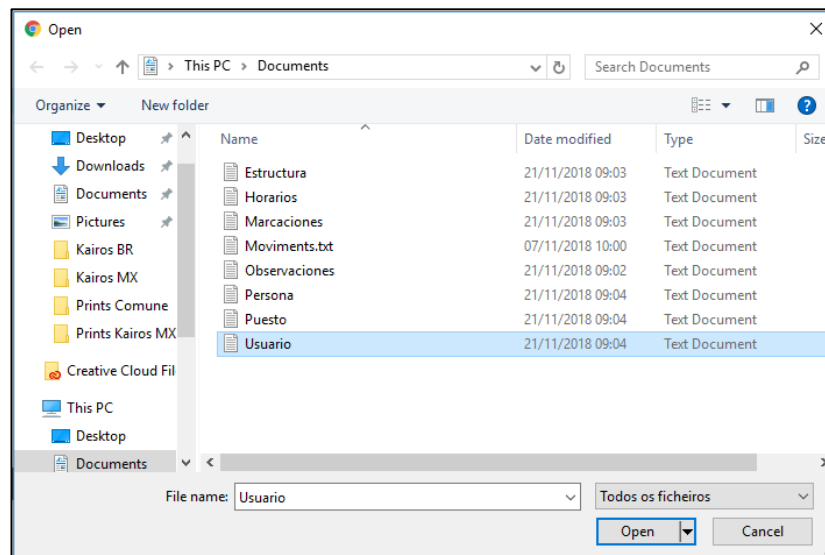 Open
This PC > Documents
Search Documents
Organize
New folder
?
Desktop
Downloads
Documents
Pictures
Kairos BR
Kairos MX
Prints Comune
Prints Kairos MX
Creative Cloud Fil
This PC
Desktop
Documents
Name Date modified Type Size
Estructura 21/11/2018 09:03 Text Document
Horarios 21/11/2018 09:03 Text Document
Marcaciones 21/11/2018 09:03 Text Document
Moviments.txt 07/11/2018 10:00 Text Document
Observaciones 21/11/2018 09:02 Text Document
Persona 21/11/2018 09:04 Text Document
Puesto 21/11/2018 09:04 Text Document
Usuario 21/11/2018 09:04 Text Document
File name: Usuario Todos os ficheiros
Open Cancel